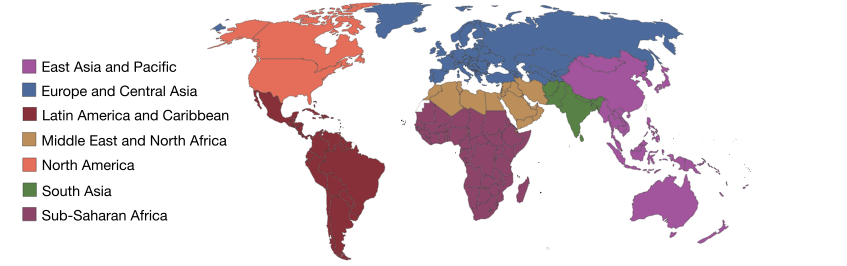 East Asia and Pacific
Europe and Central Asia
Latin America and Caribbean
Middle East and North Africa
North America
South Asia
Sub-Saharan Africa